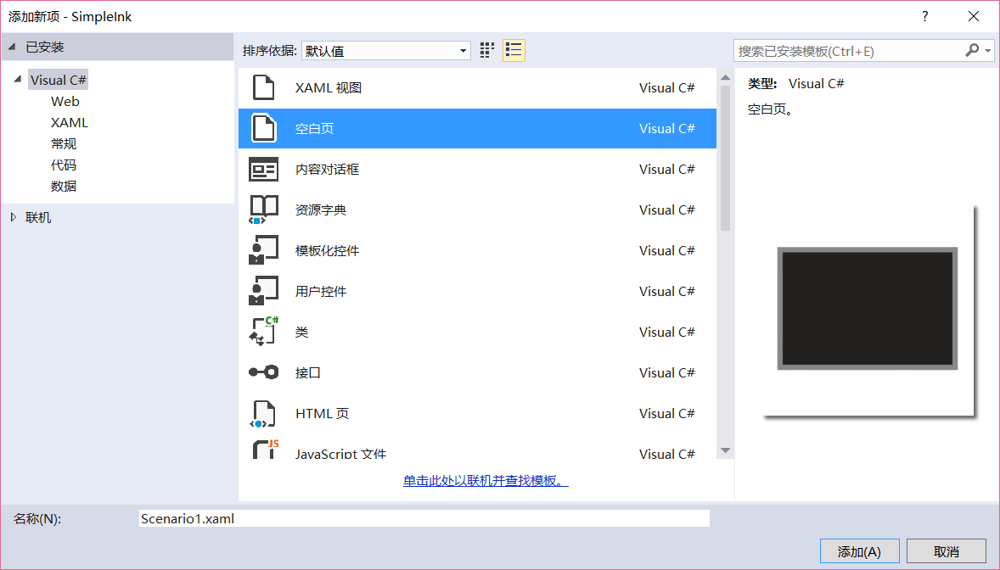 添加新项 - SimpleInk
?
已安装
排序依据: 默认值
搜索已安装模板(Ctrl+E)
Visual C#
Web
XAML
常规
代码
数据
联机
XAML 视图 Visual C#
空白页 Visual C#
内容对话框 Visual C#
资源字典 Visual C#
模板化控件 Visual C#
用户控件 Visual C#
C#
类 Visual C#
接口 Visual C#
HTML 页 Visual C#
JS
JavaScript 文件 Visual C#
单击此处以联机并查找模板。
类型: Visual C#
空白页。
名称(N): Scenario1.xaml
添加(A) 取消